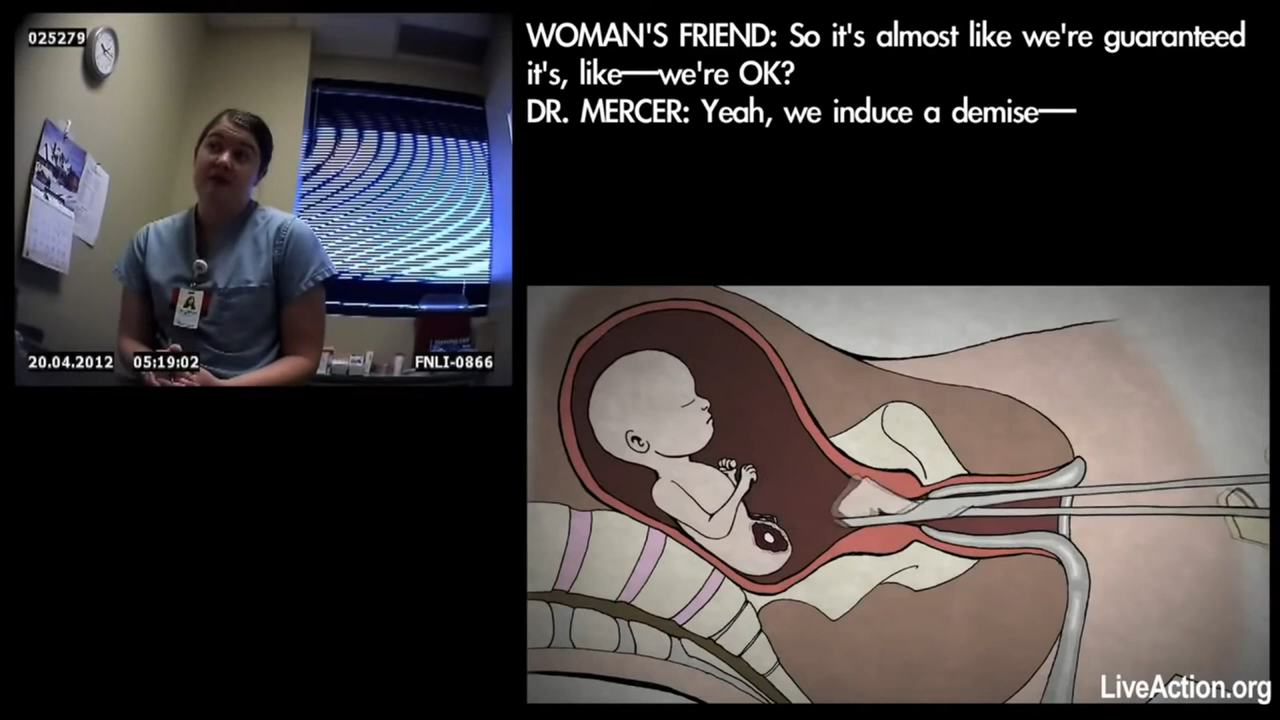 025279
20.04.2012 05:19:02 FNLI-0866
WOMAN'S FRIEND: So it's almost like we're guaranteed
it's, like—we're OK?
DR. MERCER: Yeah, we induce a demise—
LiveAction.org